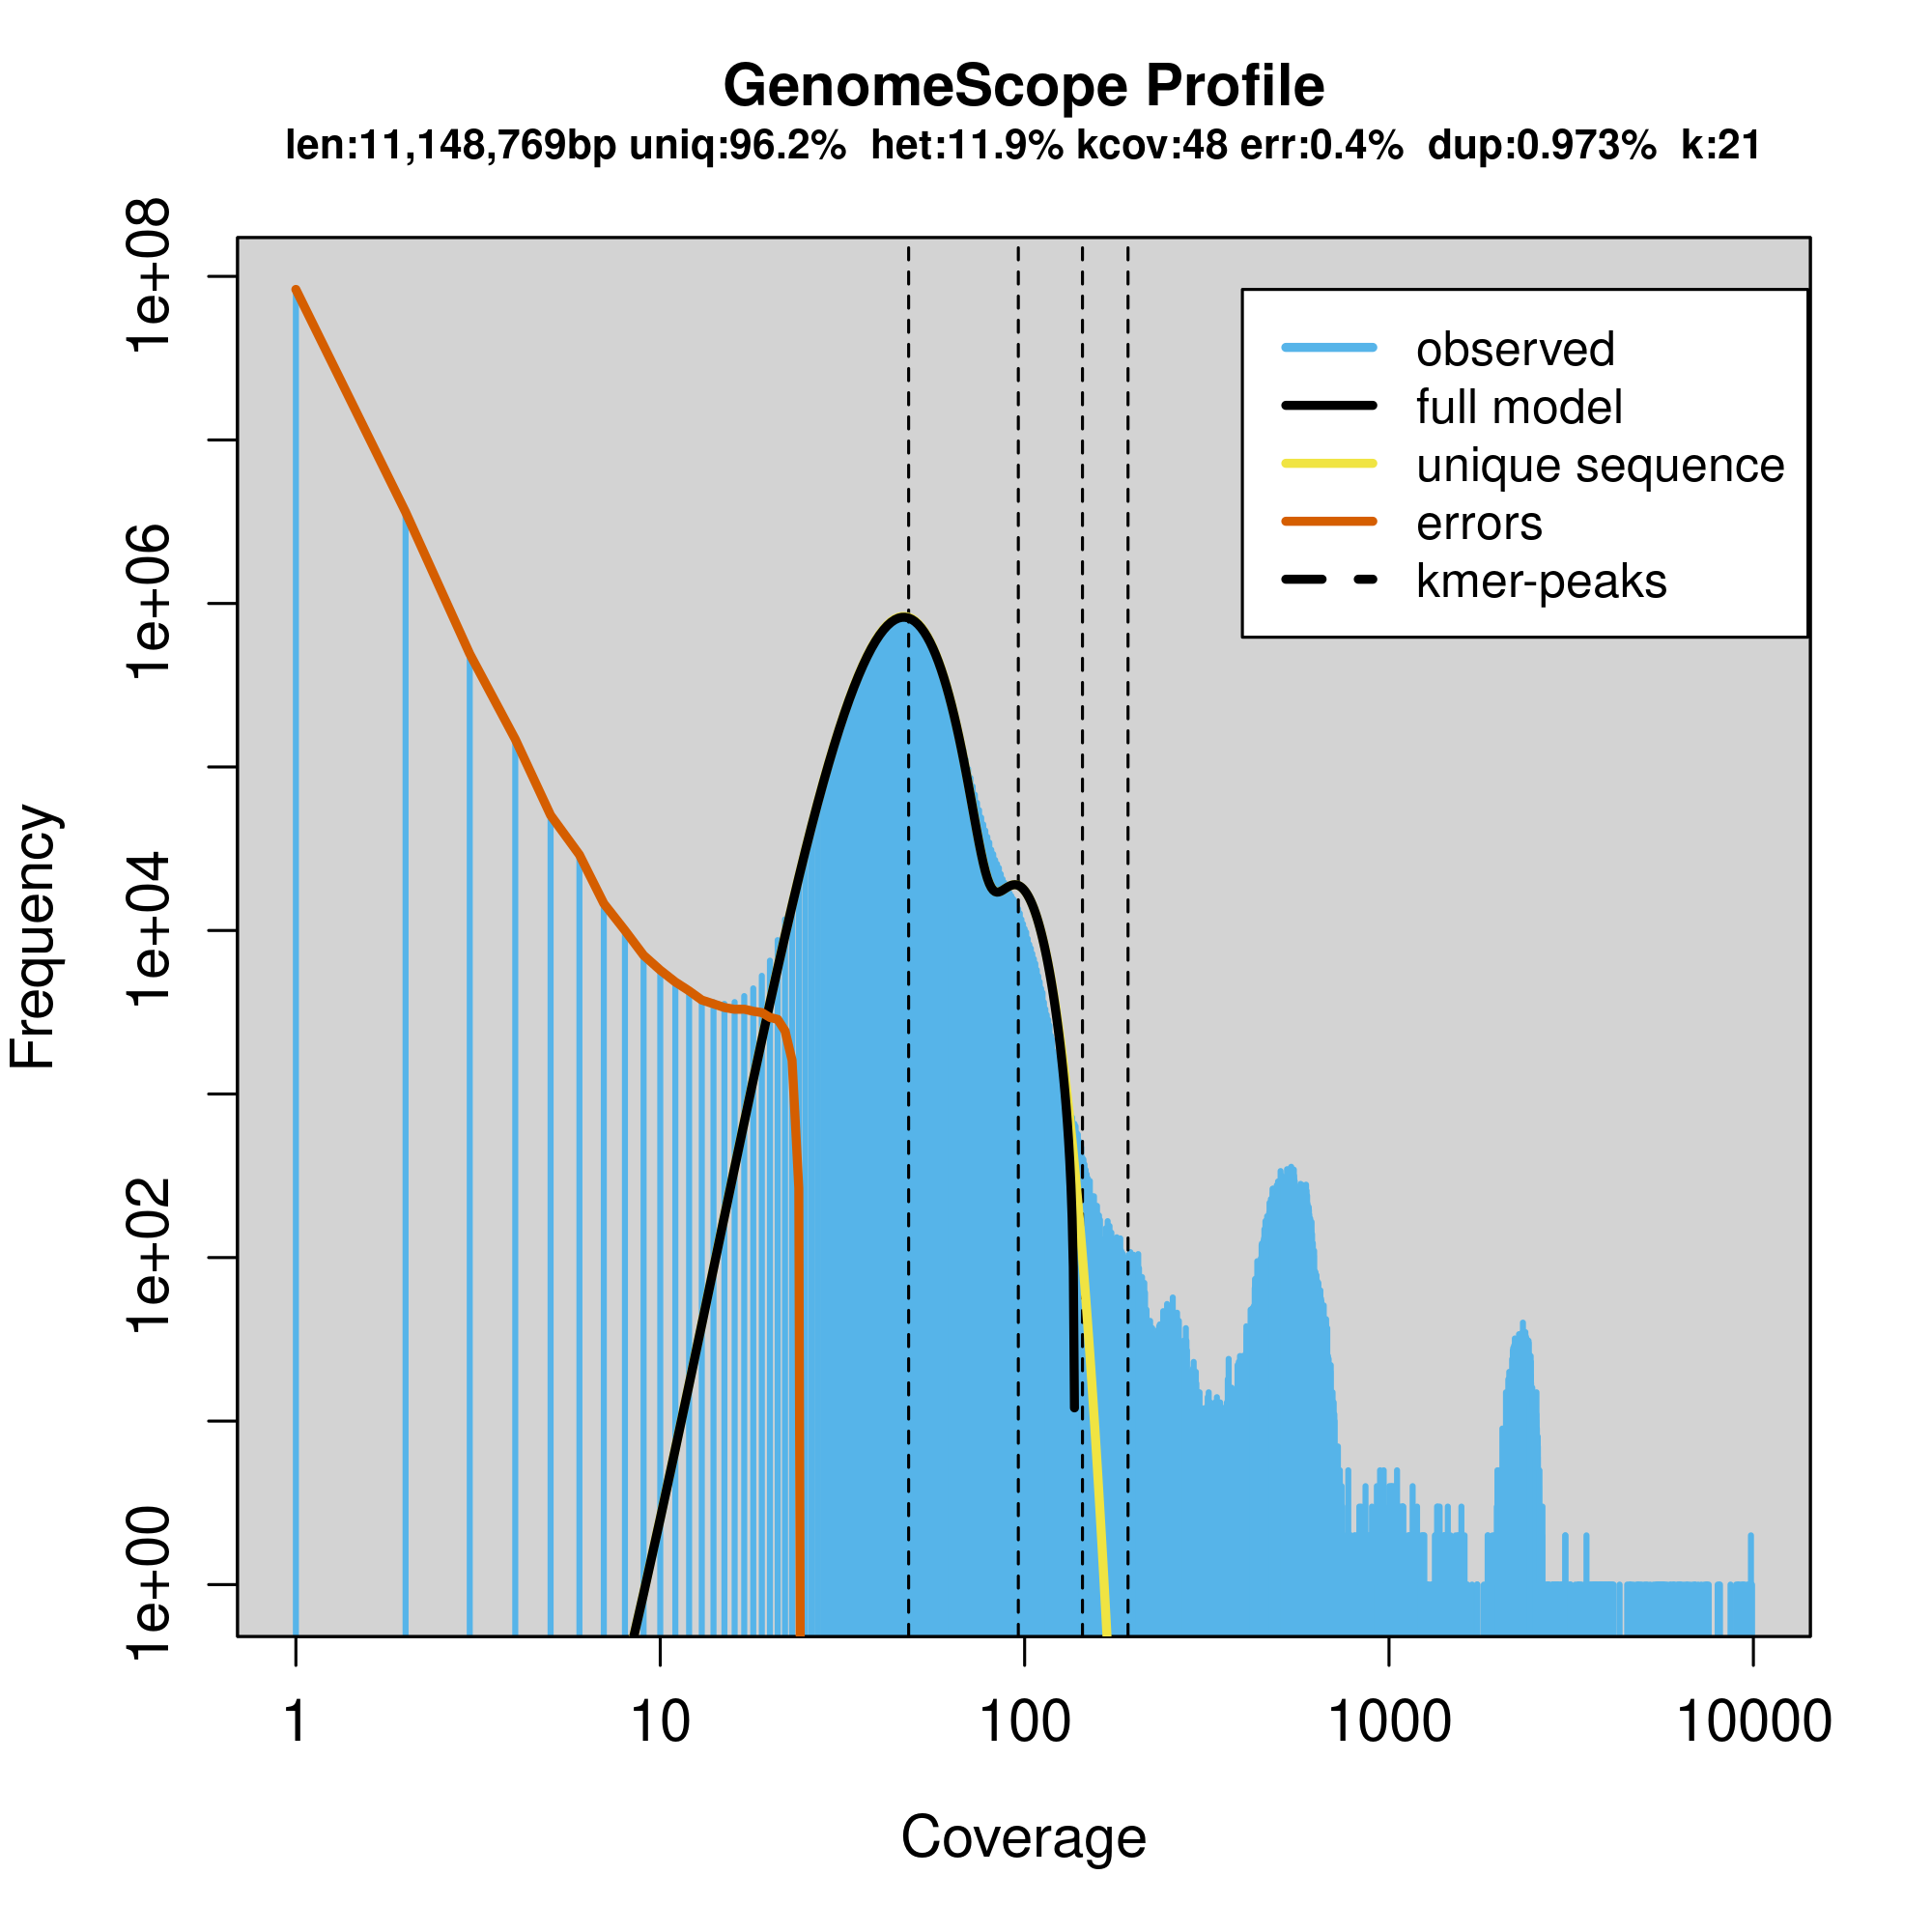 GenomeScope Profile
len:11,148,769bp uniq:96.2% het:11.9% kcov:48 err:0.4% dup:0.973% k:21
observed
full model
unique sequence
errors
kmer-peaks
Frequency
1e+08
1e+06
1e+04
1e+02
1e+00
1 10 100 1000 10000
Coverage